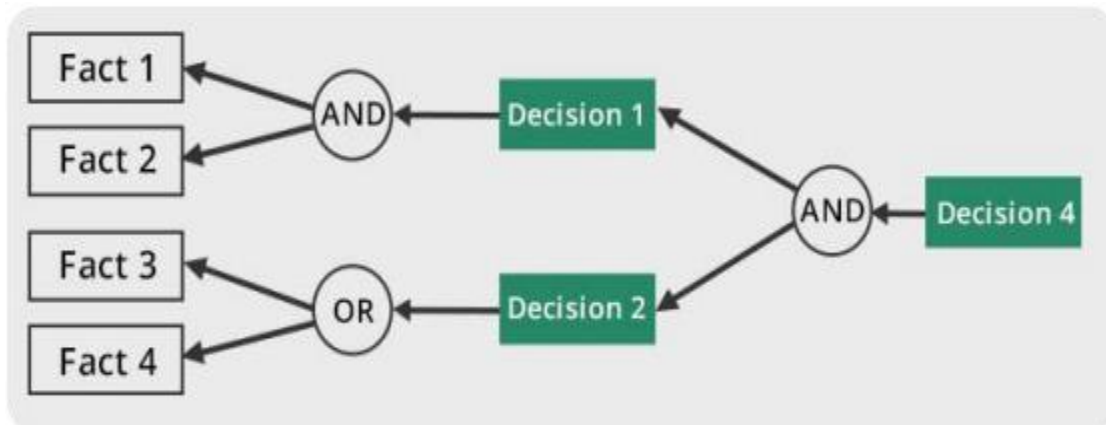 Fact 1
Fact 2
AND
Decision 1
AND
Decision 4
Fact 3
Fact 4
OR
Decision 2